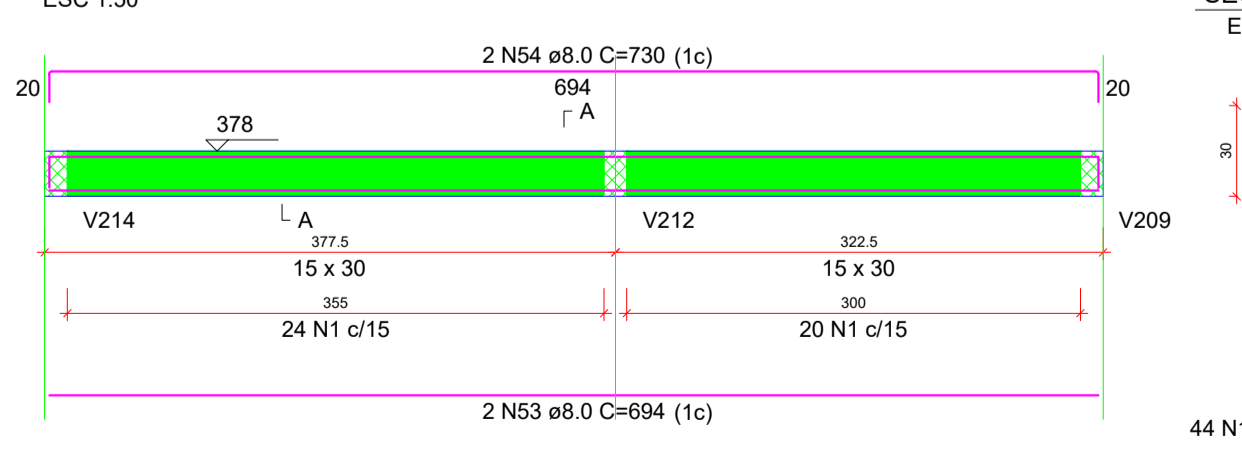 ESC 1:50
E
2 N54 ø8.0 C=730 (1c)
20
694
20
A
378
30
V214
A
V212
V209
377.5
322.5
15 x 30
15 x 30
355
300
24 N1 c/15
20 N1 c/15
2 N53 ø8.0 C=694 (1c)
44 N1